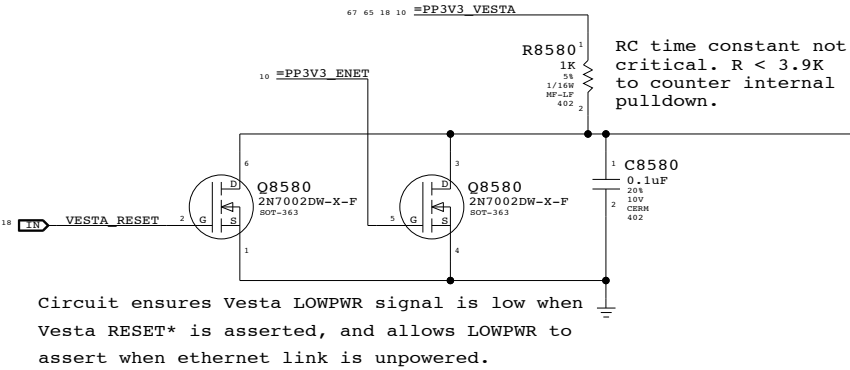 67 65 18 10 =PP3V3_VESTA
R8580
1
1K
5%
1/16W
MF-LF
402
2
RC time constant not
critical. R < 3.9K
to counter internal
pulldown.
10 =PP3V3_ENET
6
D
Q8580
2N7002DW-X-F
SOT-363
G
S
2
1
3
D
Q8580
2N7002DW-X-F
SOT-363
5
G
S
4
1
C8580
0.1uF
20%
10V
CERM
402
2
18 IN VESTA_RESET
Circuit ensures Vesta LOWPWR signal is low when
Vesta RESET* is asserted, and allows LOWPWR to
assert when ethernet link is unpowered.